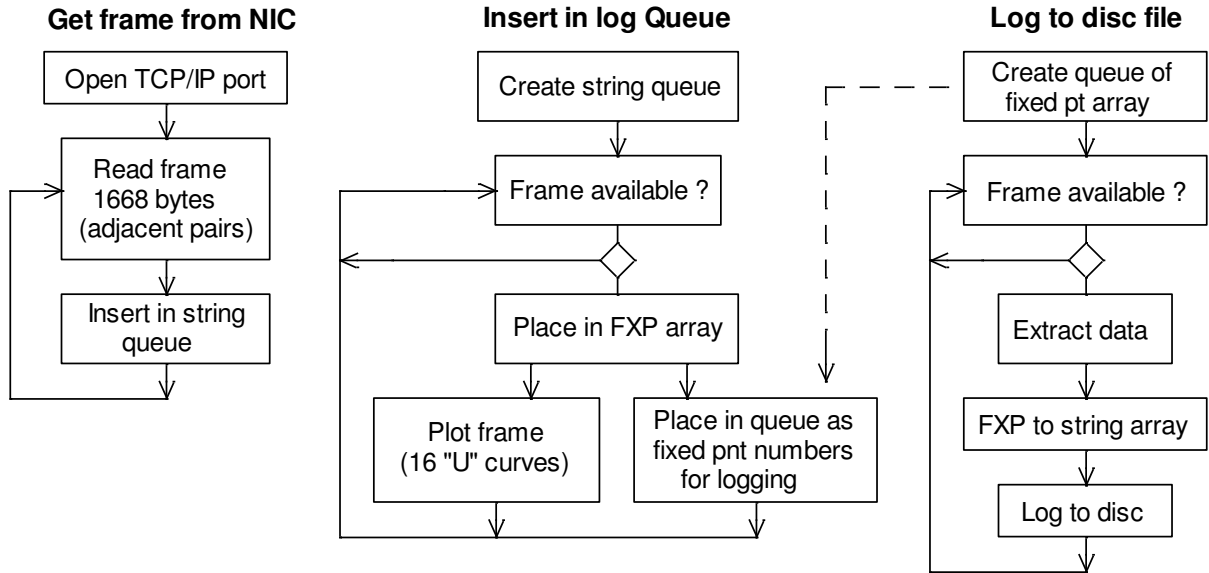 Get frame from NIC
Open TCP/IP port
Read frame
1668 bytes
(adjacent pairs)
Insert in string
queue
Insert in log Queue
Create string queue
Frame available ?
Place in FXP array
Plot frame
(16 "U" curves)
Place in queue as
fixed pnt numbers
for logging
Log to disc file
Create queue of
fixed pt array
Frame available ?
Extract data
FXP to string array
Log to disc